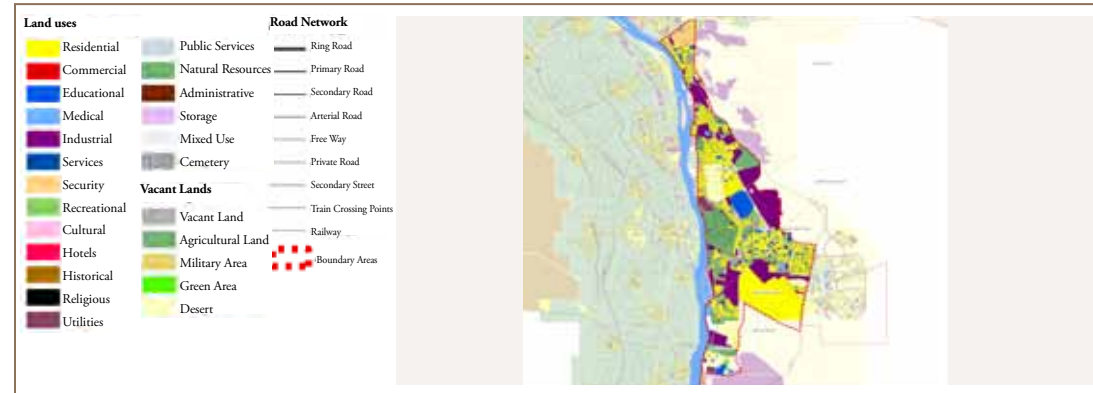 Land uses
Residential
Commercial
Educational
Medical
Industrial
Services
Security
Recreational
Cultural
Hotels
Historical
Religious
Utilities
Public Services
Natural Resources
Administrative
Storage
Mixed Use
Cemetery
Vacant Lands
Vacant Land
Agricultural Land
Military Area
Green Area
Desert
Road Network
Ring Road
Primary Road
Secondary Road
Arterial Road
Free Way
Private Road
Secondary Street
Train Crossing Points
Railway
Boundary Areas